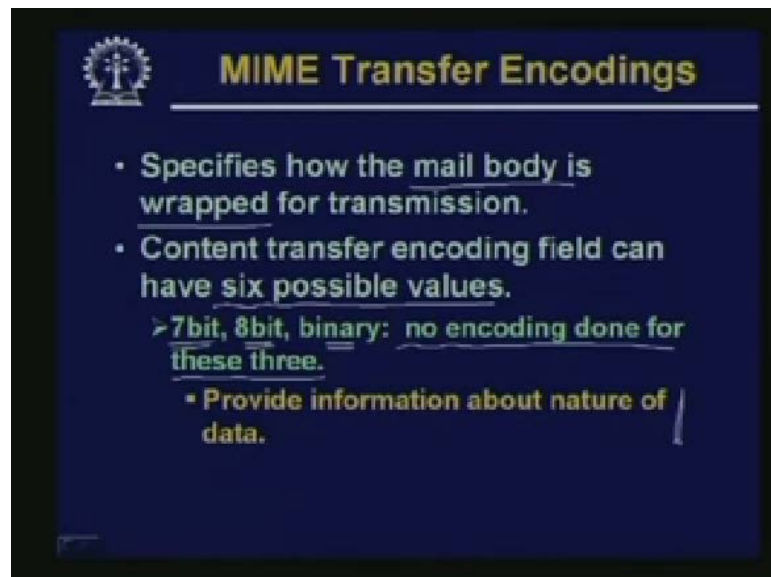 MIME Transfer Encodings
• Specifies how the mail body is
wrapped for transmission.
• Content transfer encoding field can
have six possible values.
➢7bit, 8bit, binary: no encoding done for
these three.
▪ Provide information about nature of
data.